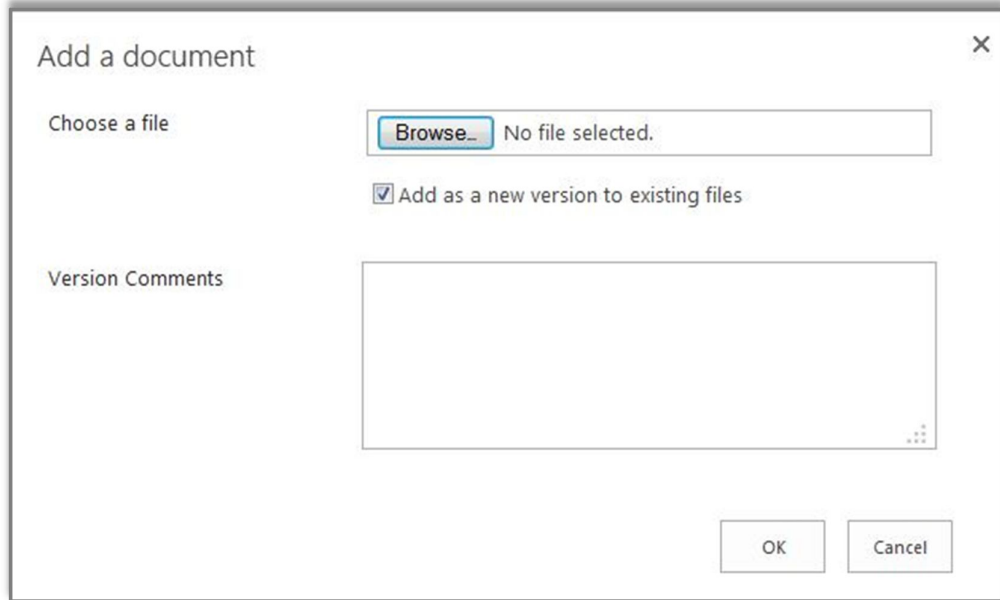 Add a document
Choose a file
Browse… No file selected.
Add as a new version to existing files
Version Comments
OK
Cancel